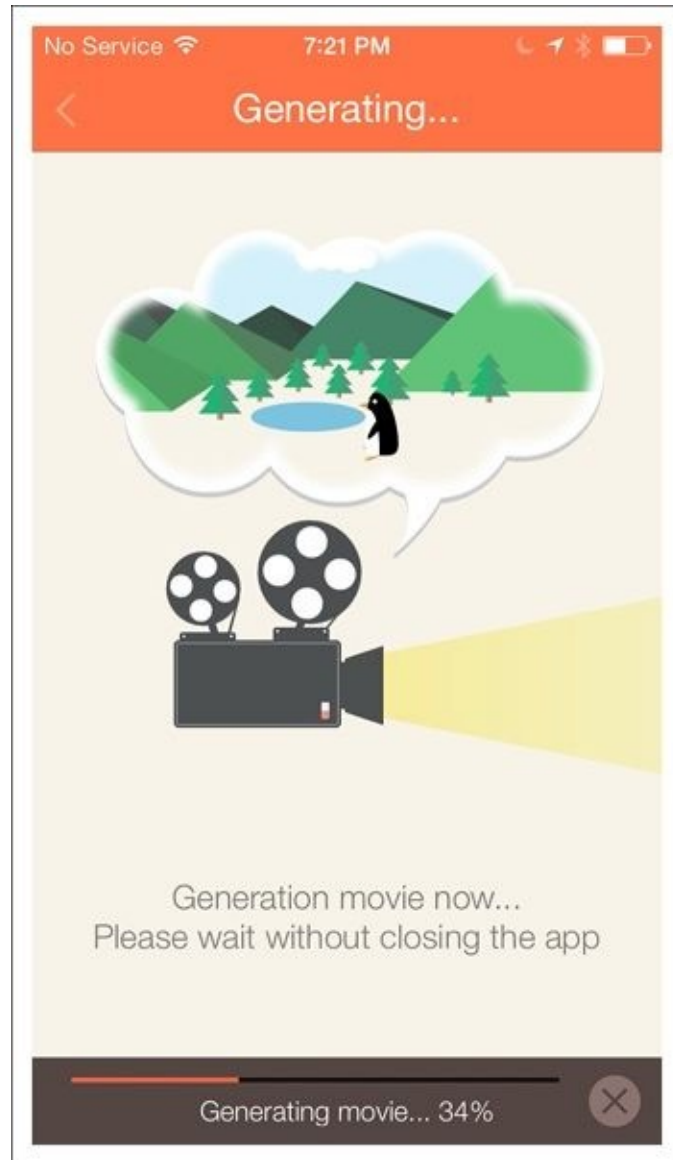 No Service 7:21 PM
Generating...
Generation movie now...
Please wait without closing the app
Generating movie... 34%